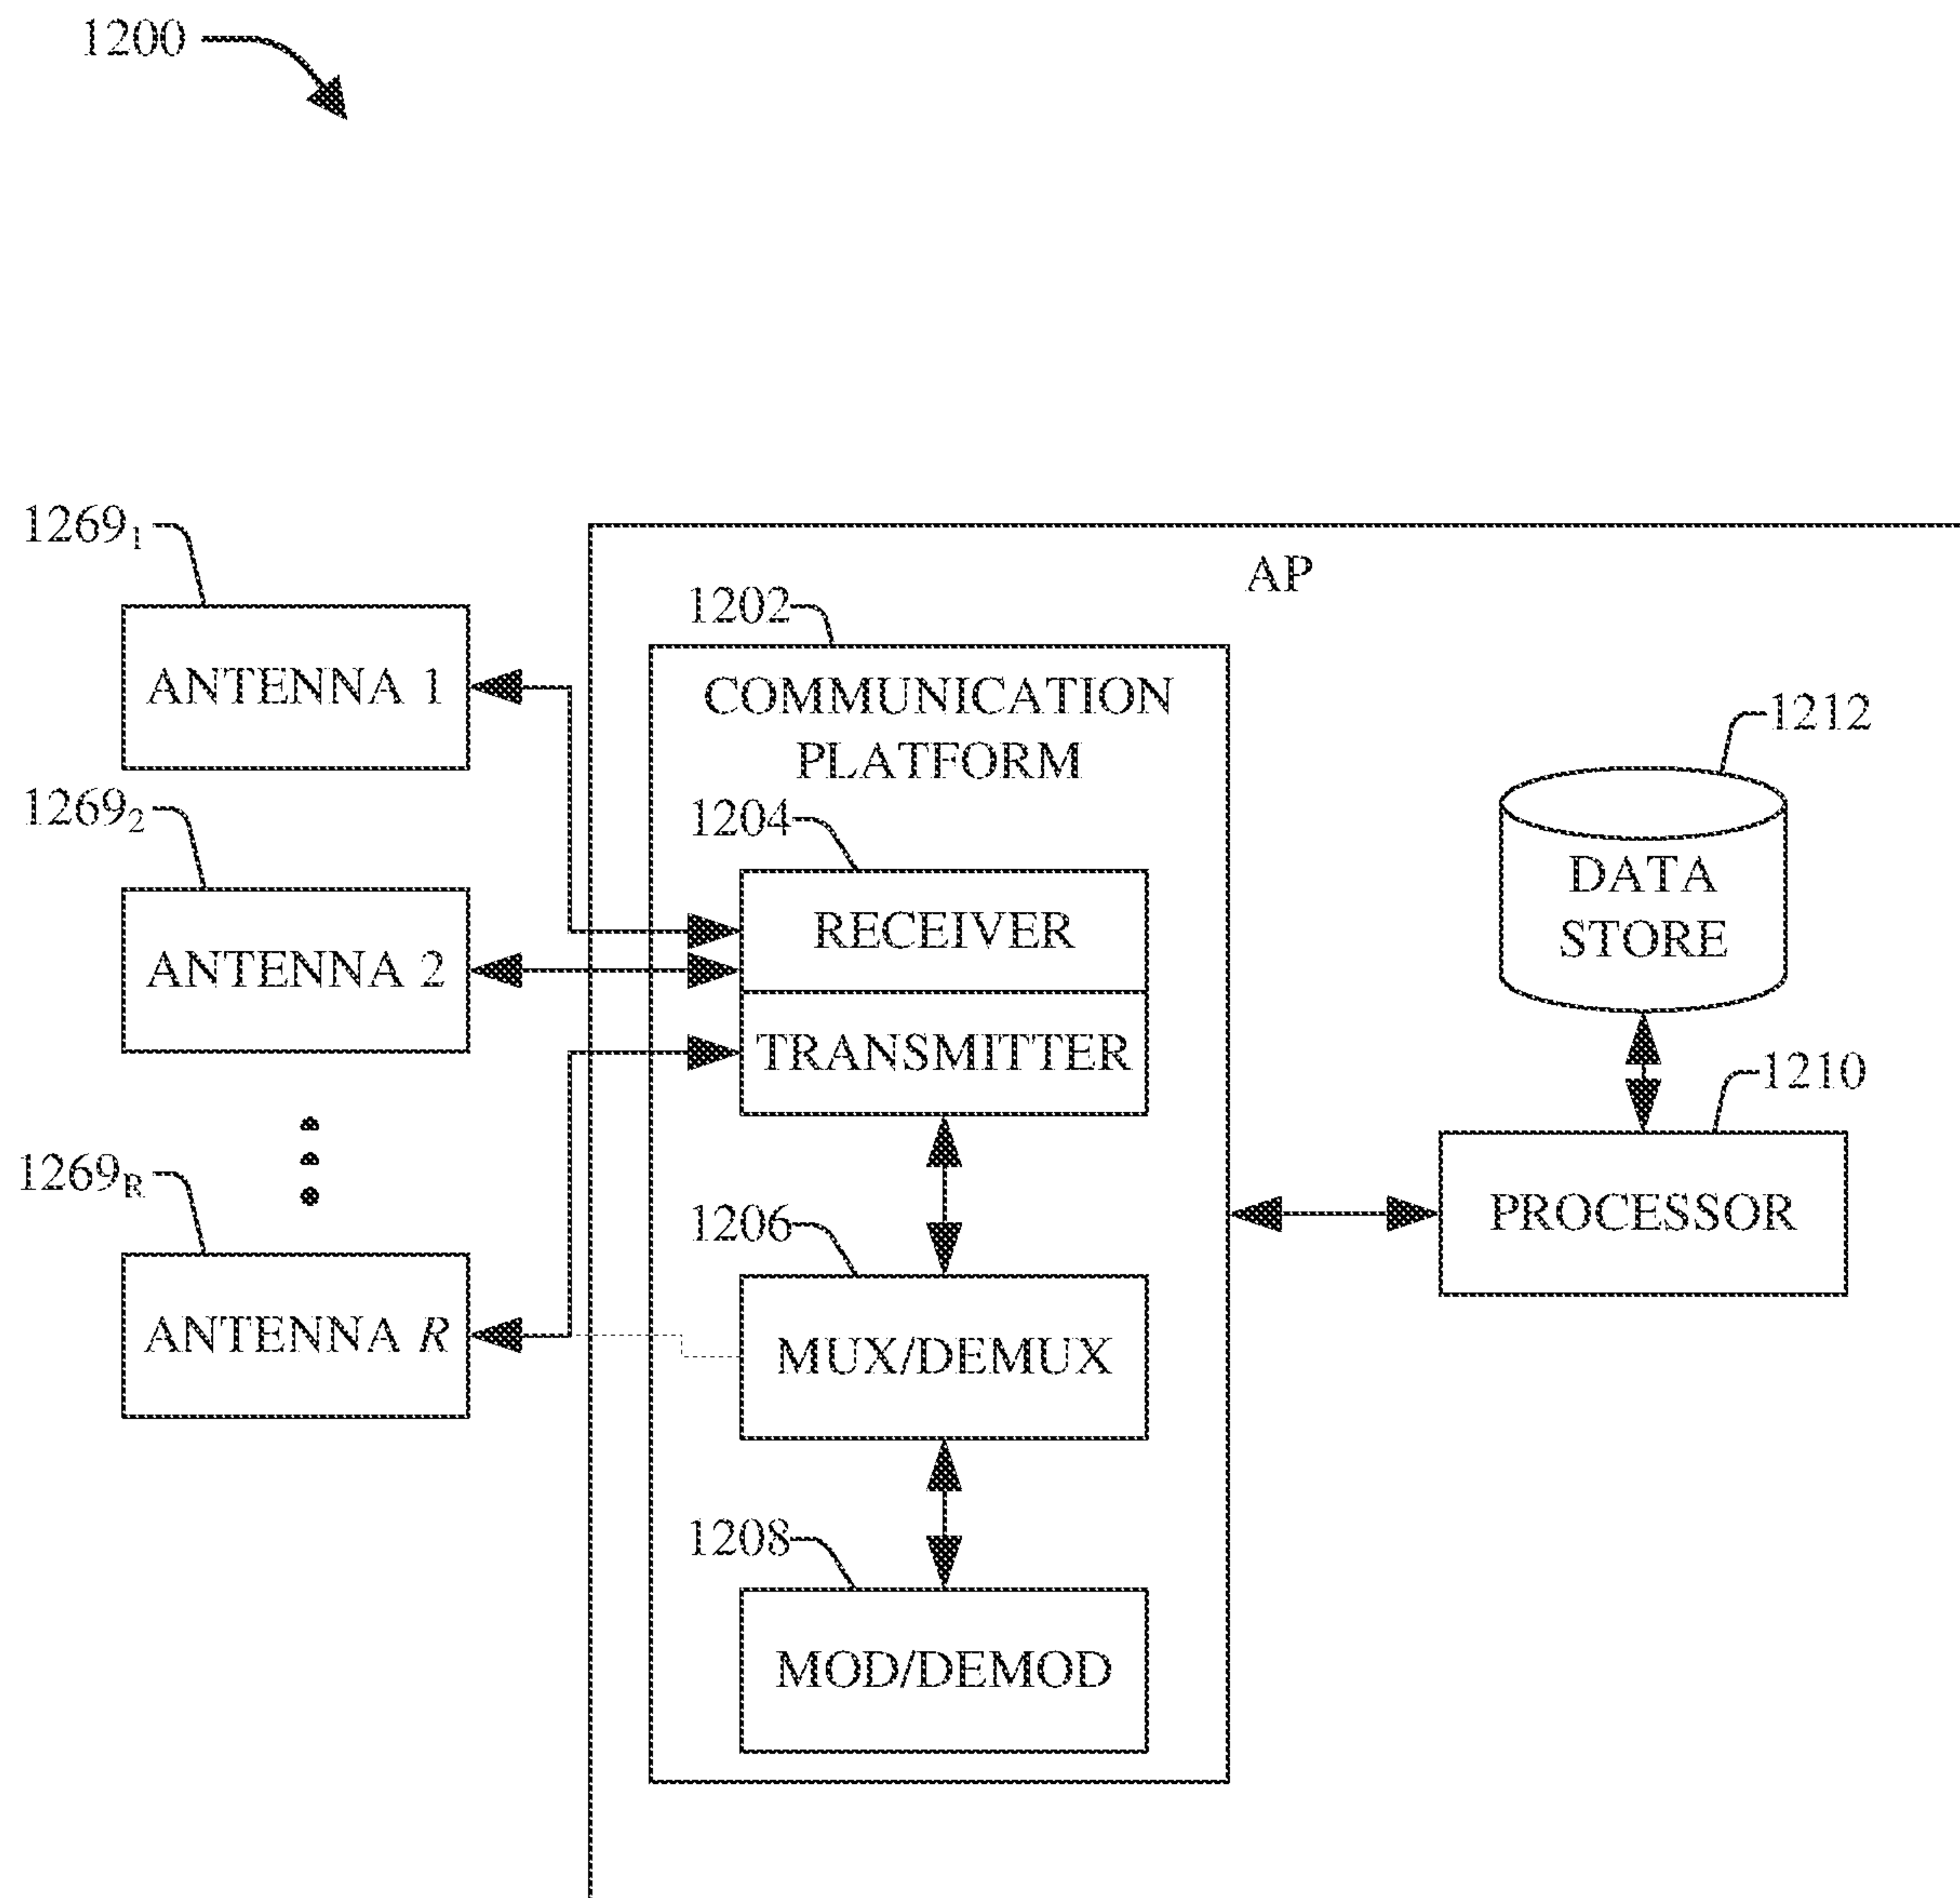 1200
1269₁
AP
1202
ANTENNA 1
COMMUNICATION
PLATFORM
1212
1269₂
1204
DATA
STORE
RECEIVER
ANTENNA 2
TRANSMITTER
1210
1269R
1206
PROCESSOR
ANTENNA R
MUX/DEMUX
1208
MOD/DEMOD